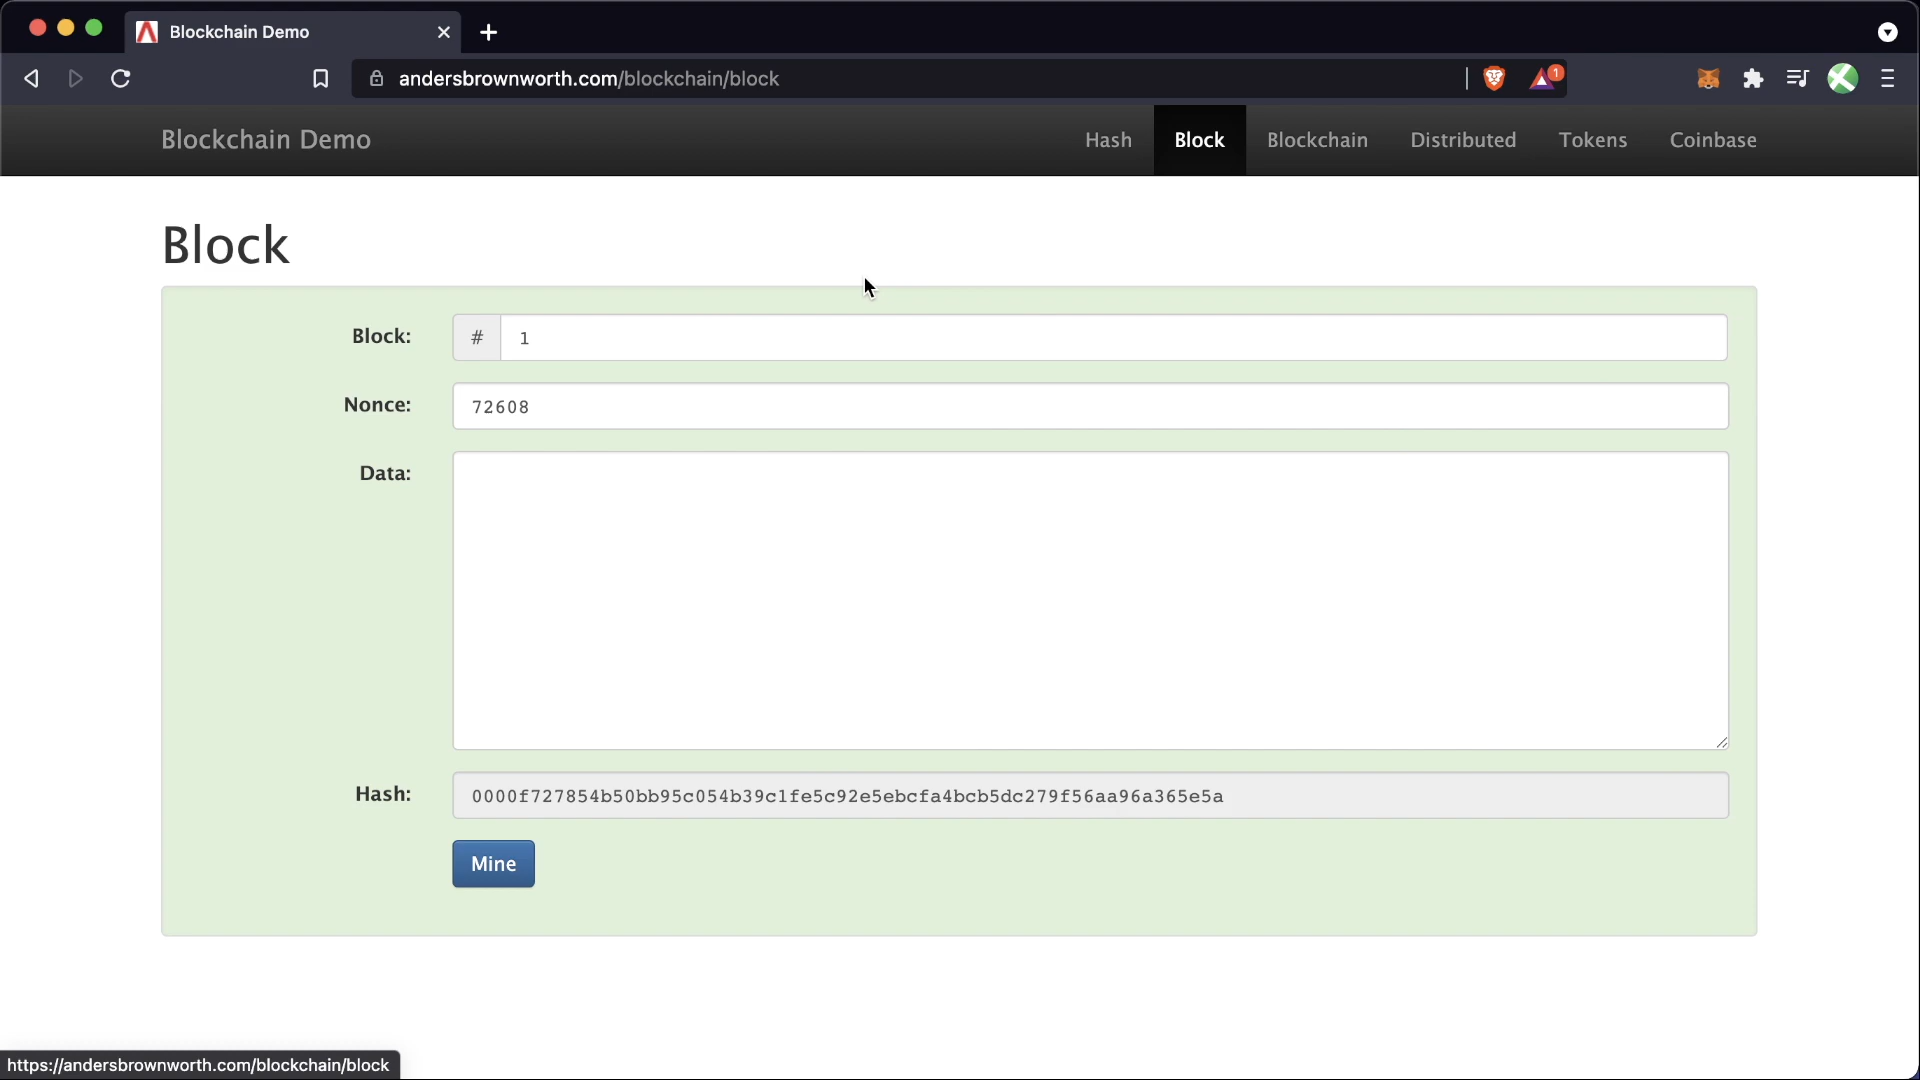 Blockchain Demo
andersbrownworth.com/blockchain/block
1
Blockchain Demo
Hash
Block
Blockchain
Distributed
Tokens
Coinbase
Block
Block:
# 1
Nonce:
72608
Data:
Hash:
0000f727854b50bb95c054b39c1fe5c92e5ebcfa4bcb5dc279f56aa96a365e5a
Mine
https://andersbrownworth.com/blockchain/block